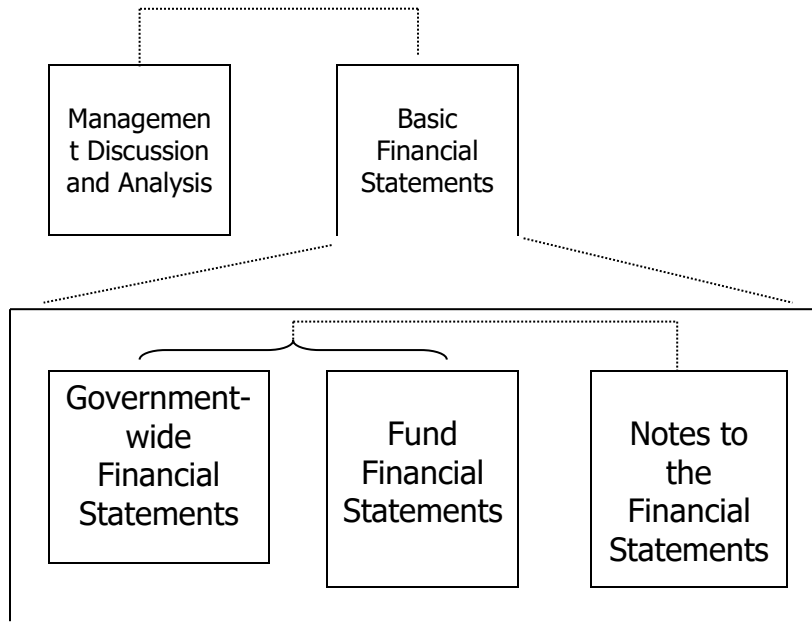 Managemen
t Discussion
and Analysis
Basic
Financial
Statements
Government-
wide
Financial
Statements
Fund
Financial
Statements
Notes to
the
Financial
Statements